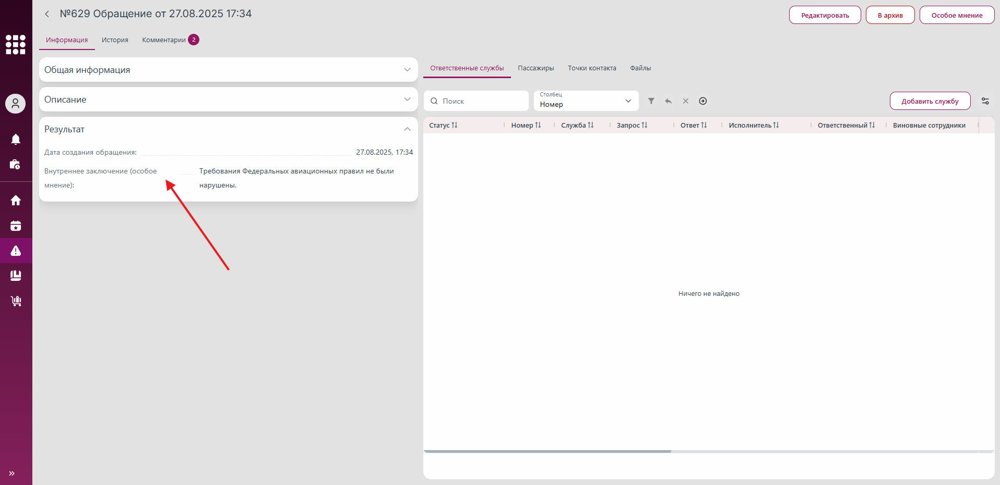 №629 Обращение от 27.08.2025 17:34
Редактировать
В архив
Особое мнение
Информация
История
Комментарии 2
Общая информация
Описание
Результат
Дата создания обращения: 27.08.2025, 17:34
Внутреннее заключение (особое Требования Федеральных авиационных правил не были
мнение): нарушены.
Ответственные службы Пассажиры Точки контакта Файлы
Поиск
Столбец
Номер
Добавить службу
Статус Номер Служба Запрос Ответ Исполнитель Ответственный Виновные сотрудники
Ничего не найдено